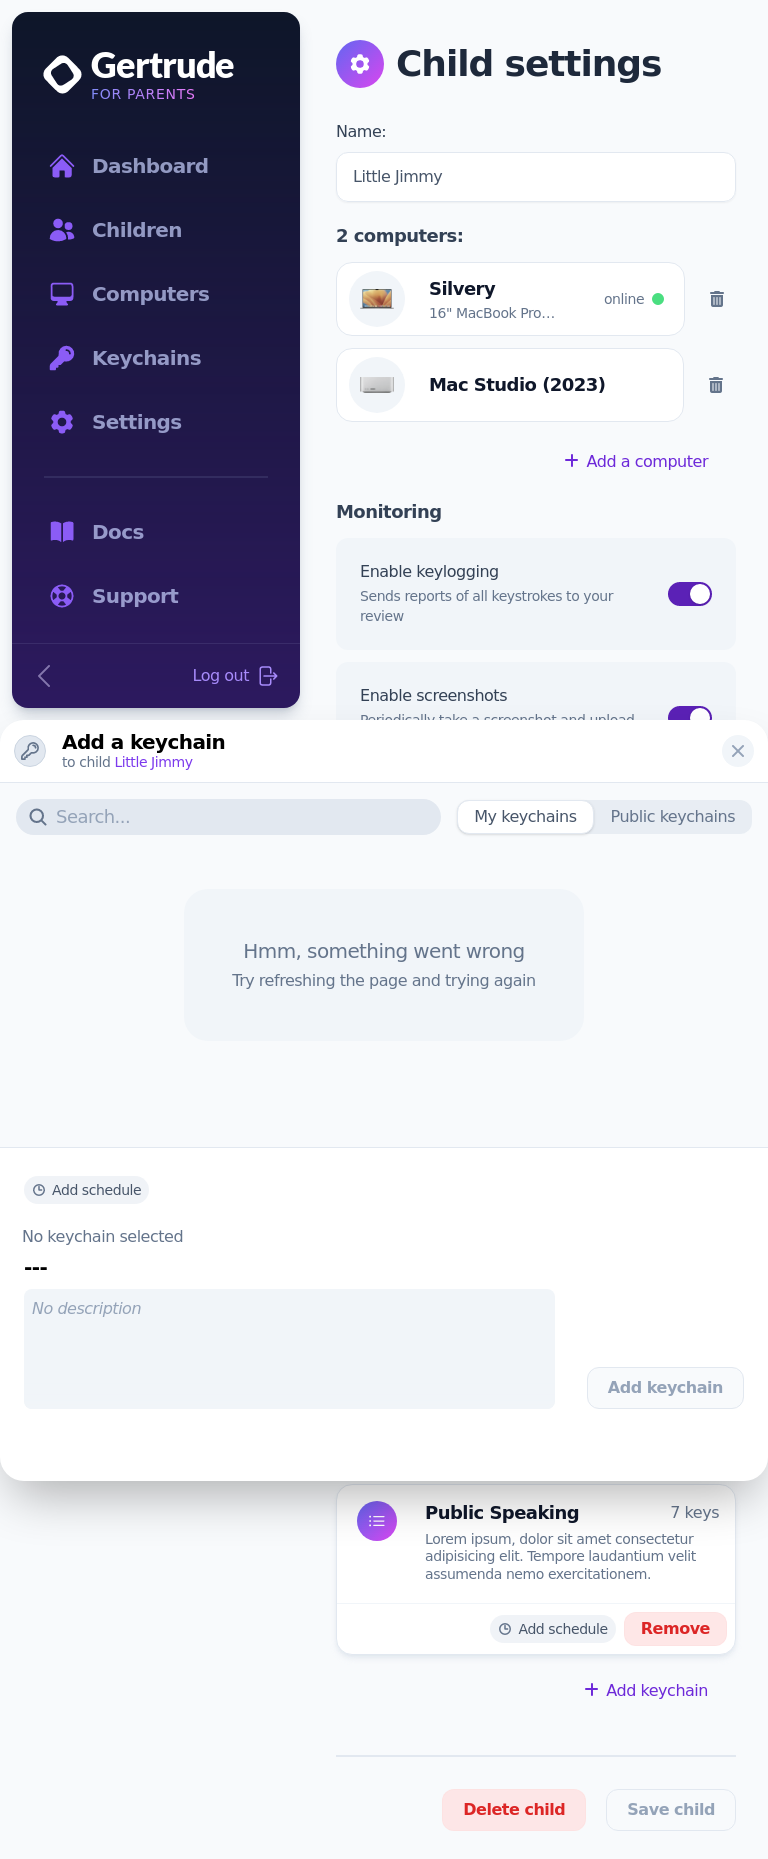 Gertrude
FOR PARENTS
Dashboard
Children
Computers
Keychains
Settings
Docs
Support
Log out
Child settings
Name:
Little Jimmy
2 computers:
Silvery
16" MacBook Pro…
online
Mac Studio (2023)
+ Add a computer
Monitoring
Enable keylogging
Sends reports of all keystrokes to your
review
Enable screenshots
Periodically take a screenshot and upload
Add a keychain
to child Little Jimmy
Search...
My keychains
Public keychains
Hmm, something went wrong
Try refreshing the page and trying again
Add schedule
No keychain selected
---
No description
Add keychain
Public Speaking
7 keys
Lorem ipsum, dolor sit amet consectetur
adipisicing elit. Tempore laudantium velit
assumenda nemo exercitationem.
Add schedule
Remove
+ Add keychain
Delete child
Save child